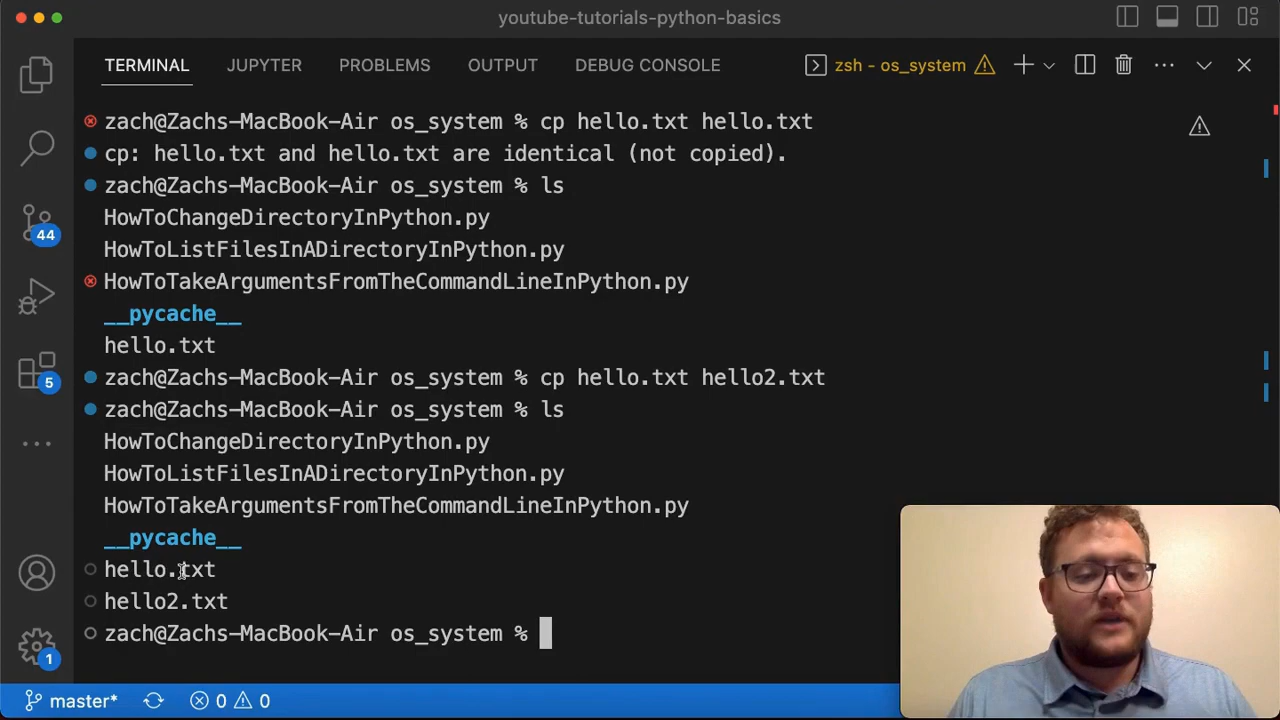 youtube-tutorials-python-basics
TERMINAL JUPYTER PROBLEMS OUTPUT DEBUG CONSOLE zsh - os_system
zach@Zachs-MacBook-Air os_system % cp hello.txt hello.txt
cp: hello.txt and hello.txt are identical (not copied).
zach@Zachs-MacBook-Air os_system % ls
HowToChangeDirectoryInPython.py
HowToListFilesInADirectoryInPython.py
HowToTakeArgumentsFromTheCommandLineInPython.py
__pycache__
hello.txt
zach@Zachs-MacBook-Air os_system % cp hello.txt hello2.txt
zach@Zachs-MacBook-Air os_system % ls
HowToChangeDirectoryInPython.py
HowToListFilesInADirectoryInPython.py
HowToTakeArgumentsFromTheCommandLineInPython.py
__pycache__
hello.txt
hello2.txt
zach@Zachs-MacBook-Air os_system %
44
5
1
master* 0 0